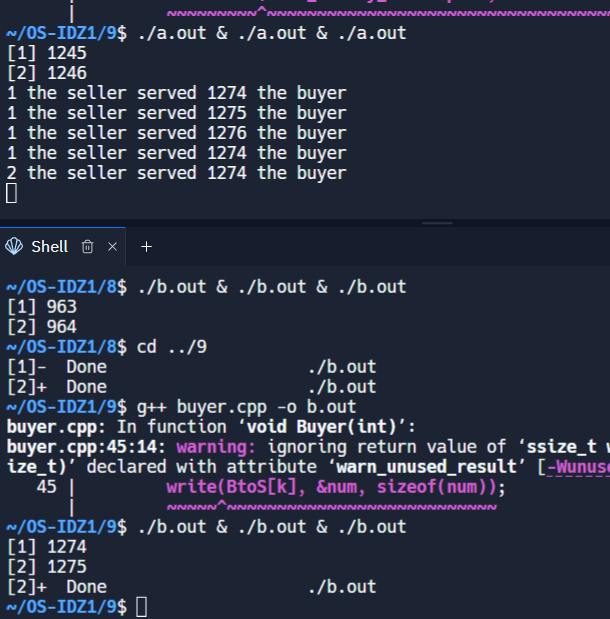 ~/OS-IDZ1/9$ ./a.out & ./a.out & ./a.out
[1] 1245
[2] 1246
1 the seller served 1274 the buyer
1 the seller served 1275 the buyer
1 the seller served 1276 the buyer
1 the seller served 1274 the buyer
2 the seller served 1274 the buyer
Shell
~/OS-IDZ1/8$ ./b.out & ./b.out & ./b.out
[1] 963
[2] 964
~/OS-IDZ1/8$ cd ../9
[1]- Done ./b.out
[2]+ Done ./b.out
~/OS-IDZ1/9$ g++ buyer.cpp -o b.out
buyer.cpp: In function ‘void Buyer(int)’:
buyer.cpp:45:14: warning: ignoring return value of ‘ssize_t w
ize_t)’ declared with attribute ‘warn_unused_result’ [-Wunus
45 | write(BtoS[k], &num, sizeof(num));
| ~~~~~^~~~~~~~~~~~~~~~~~~~~~~~~~~~
~/OS-IDZ1/9$ ./b.out & ./b.out & ./b.out
[1] 1274
[2] 1275
[2]+ Done ./b.out
~/OS-IDZ1/9$